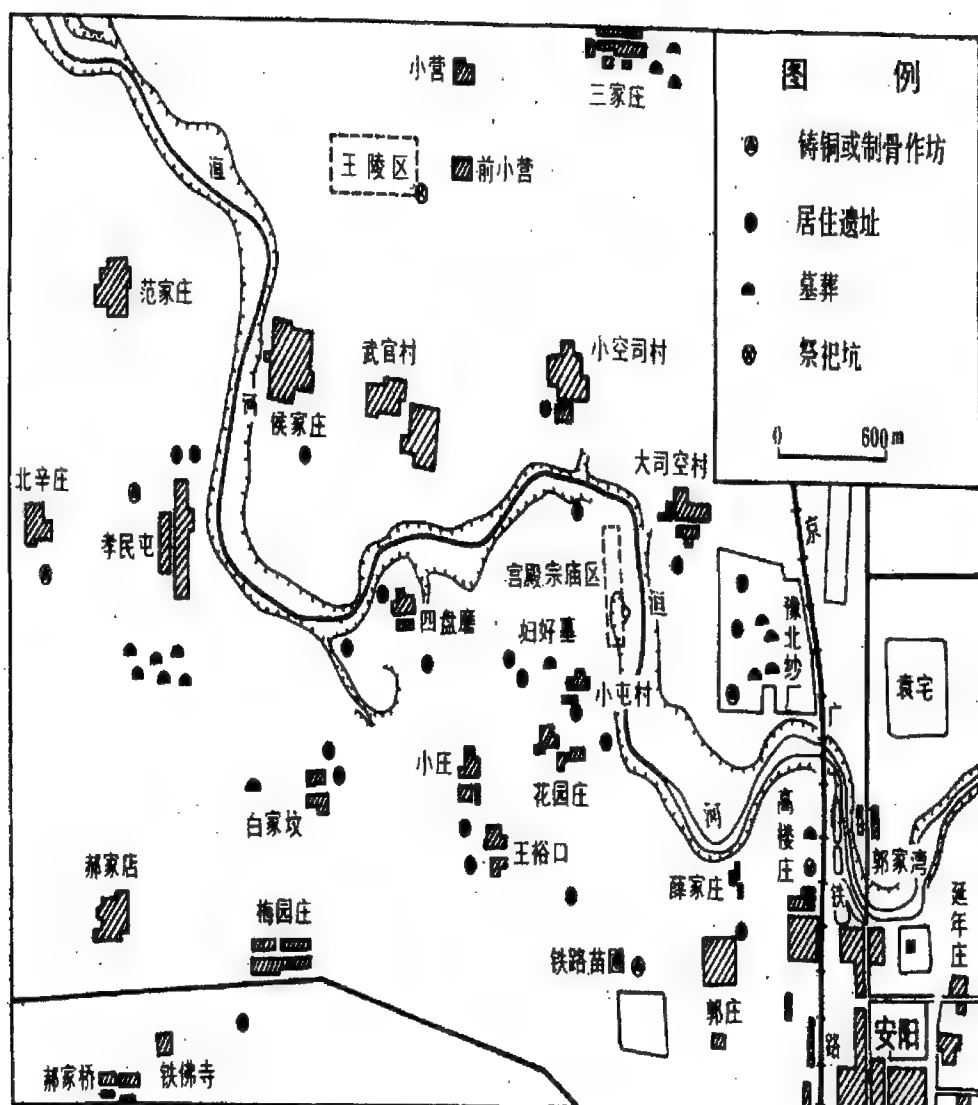 图 例
铸铜或制骨作坊
居住遗址
墓葬
祭把坑
0 600m
小营
三家庄
王陵区
前小营
洹
范家庄
武官村
小空司村
侯家庄
河
北辛庄
大司空村
孝民屯
京
宫殿宗庙区
洹
四盘磨
妇好墓
豫北纱
小屯村
袁宅
广
小庄
花园庄
白家坟
河
高楼庄
王裕口
郝家店
薛家庄
郭家湾
铁
梅园庄
延年庄
铁路苗圃
郭庄
安阳
路
郝家桥
铁佛寺